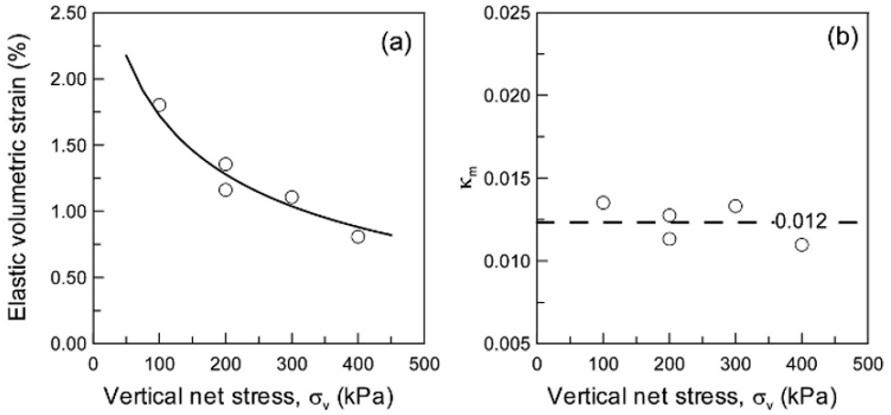 Elastic volumetric strain (%)
2.50
2.00
1.50
1.00
0.50
0.00
(a)
0 100 200 300 400 500
Vertical net stress, σv (kPa)
κm
0.025
0.020
0.015
0.010
0.005
(b)
0.012
0 100 200 300 400 500
Vertical net stress, σv (kPa)